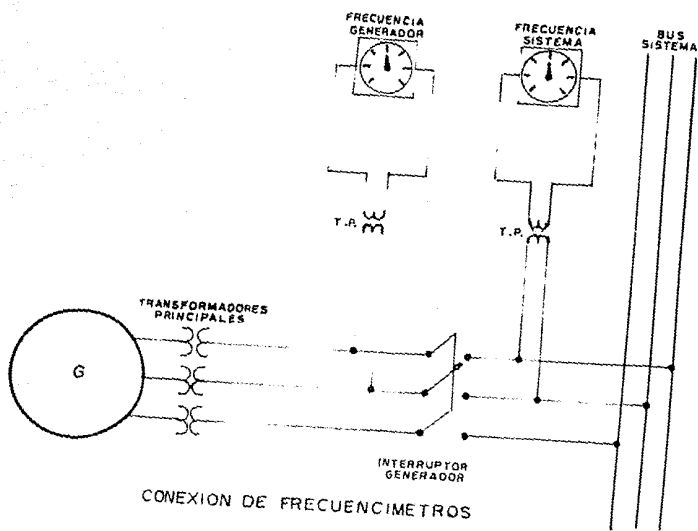 FRECUENCIA
GENERADOR
FRECUENCIA
SISTEMA
BUS
SISTEMA
T.P.
T.P.
TRANSFORMADORES
PRINCIPALES
G
INTERRUPTOR
GENERADOR
CONEXION DE FRECUENCIMETROS